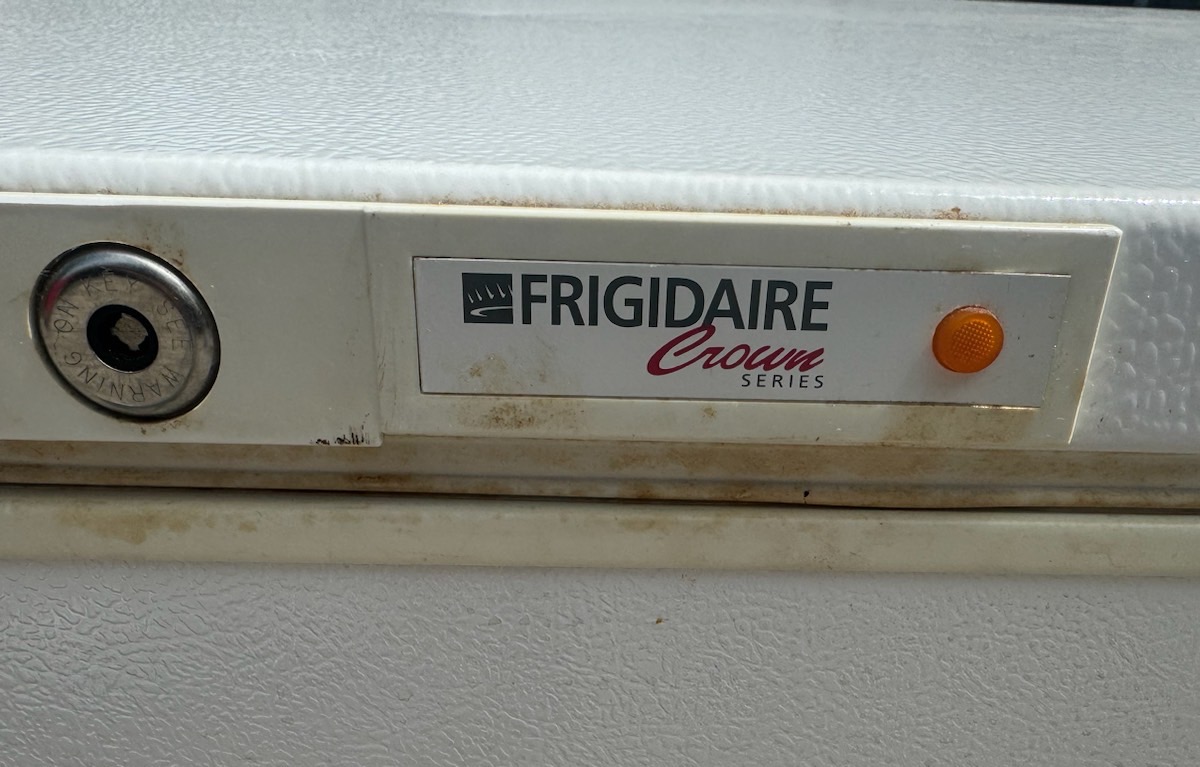 WARNING SEE KEY ON
FRIGIDAIRE
Crown
SERIES